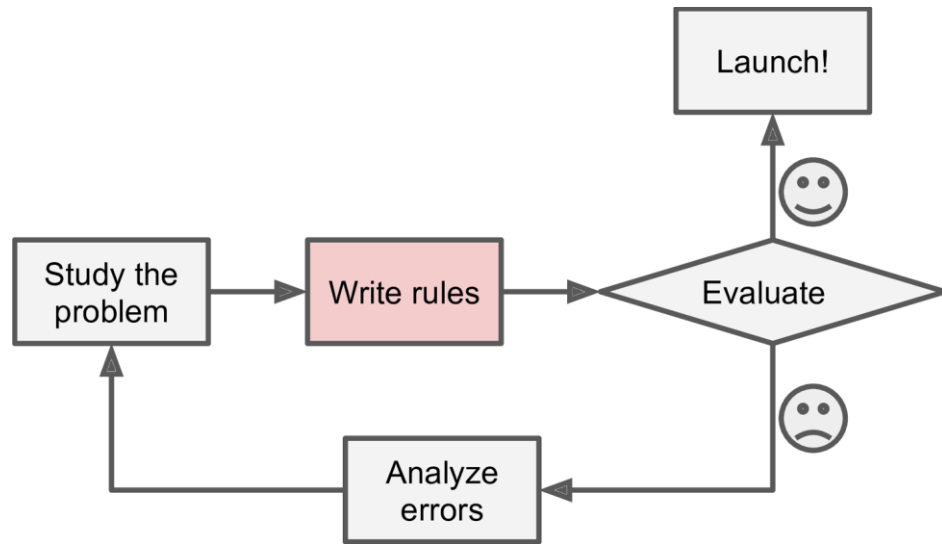 Launch!
Study the
problem
Write rules
Evaluate
Analyze
errors